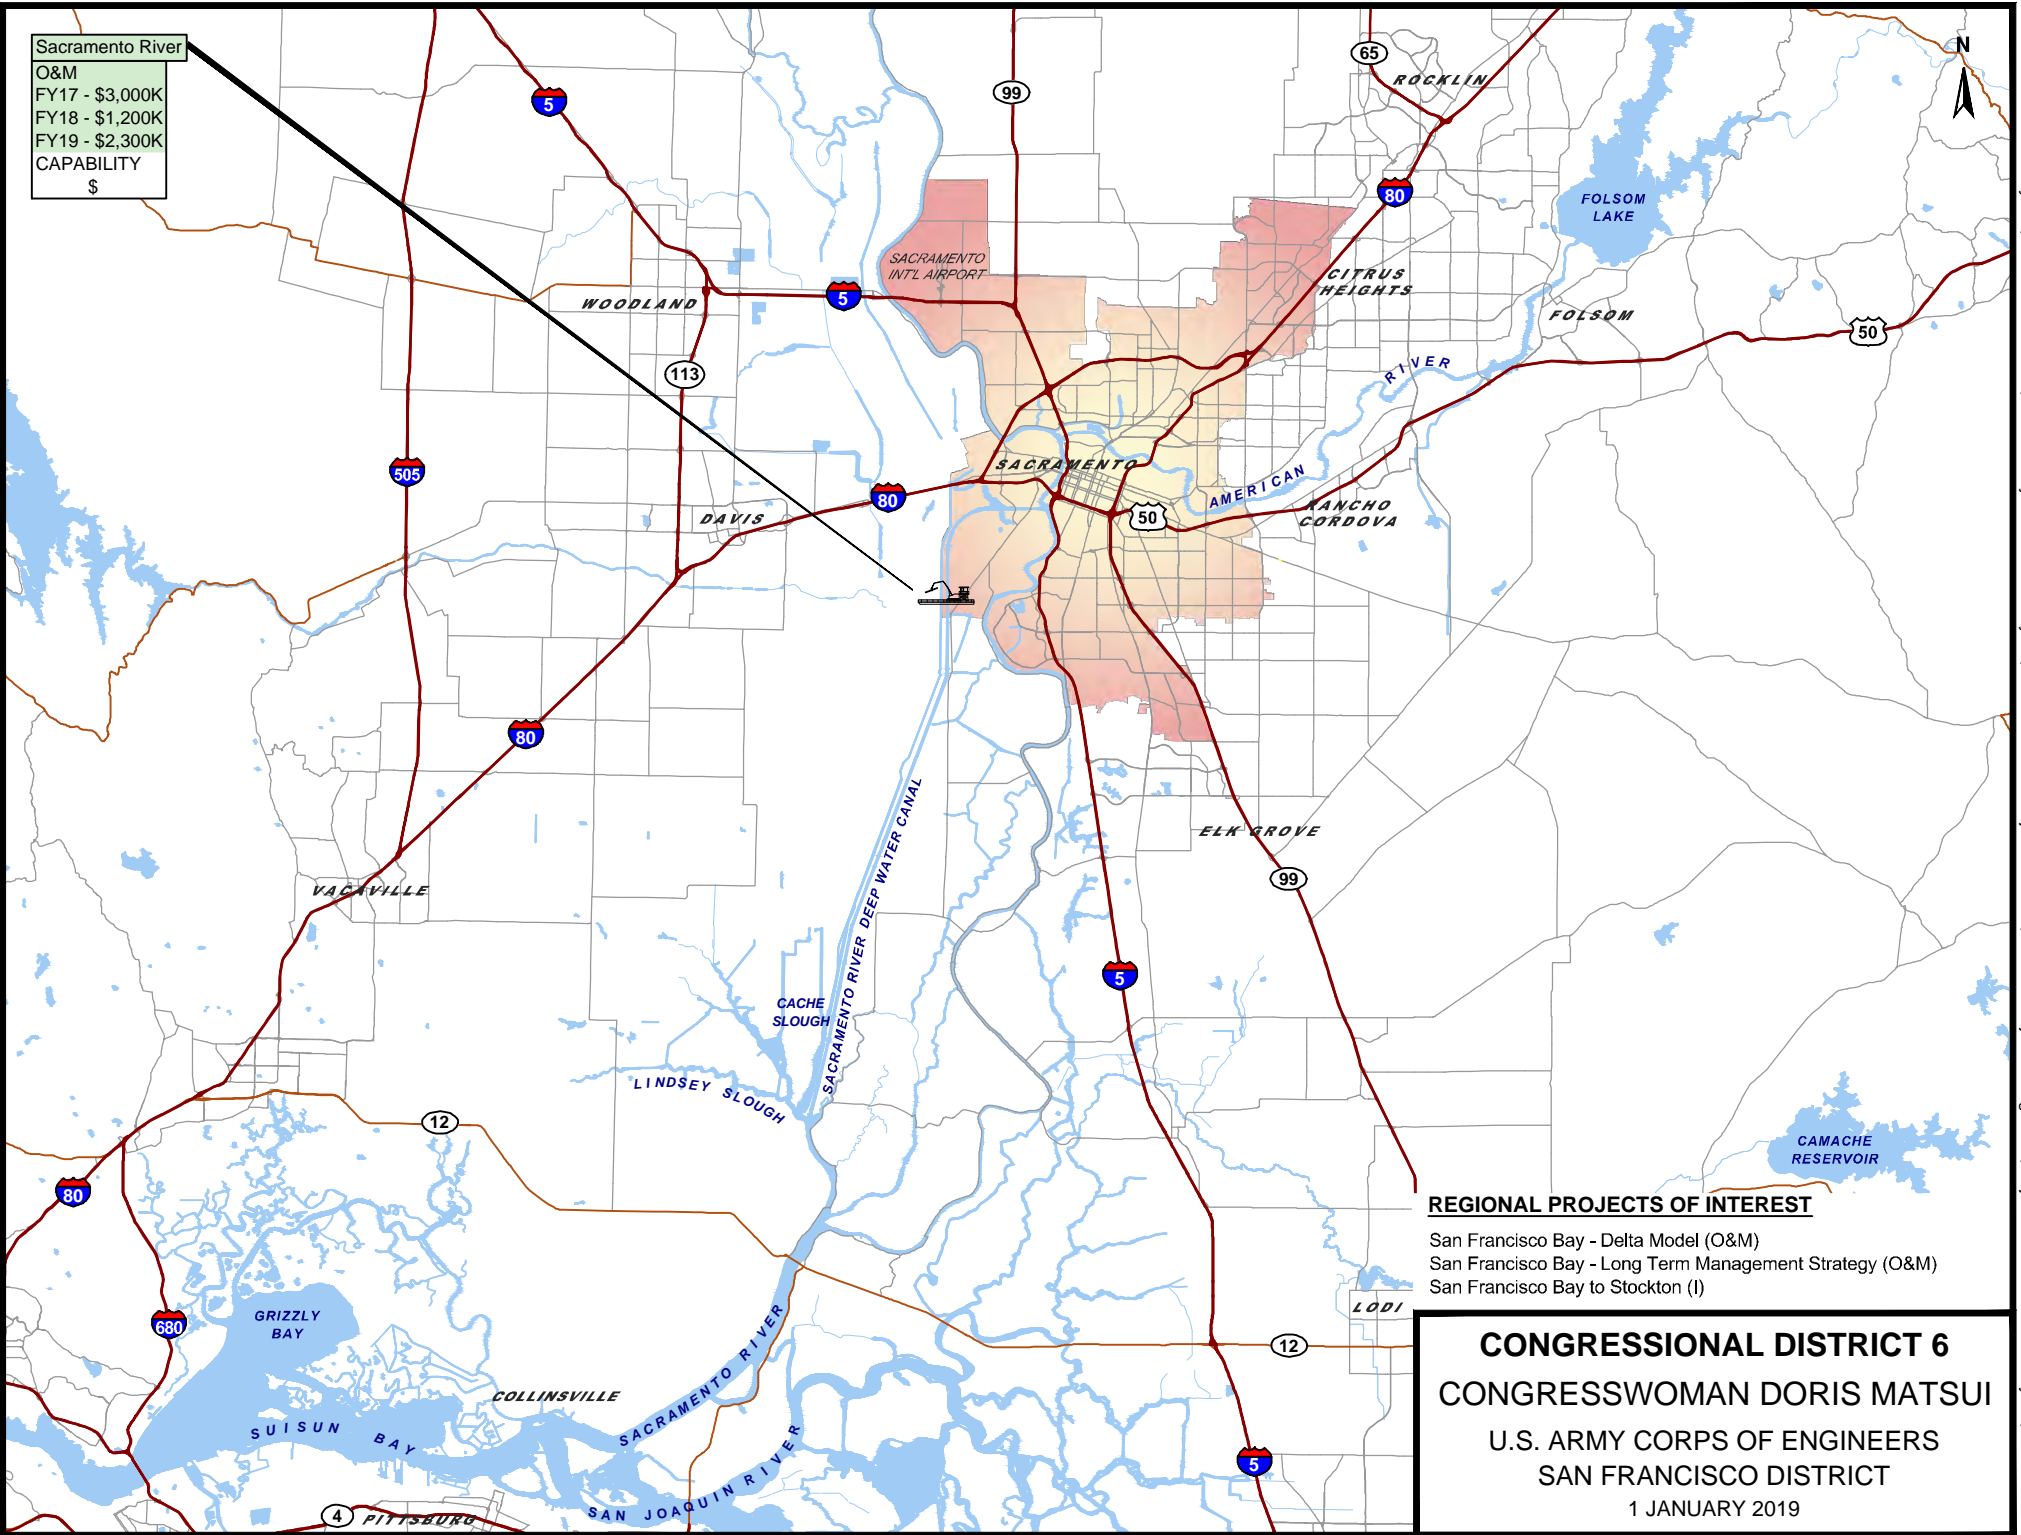 Sacramento River
O&M
FY17 - $3,000K
FY18 - $1,200K
FY19 - $2,300K
CAPABILITY
$
5
99
65
ROCKLIN
N
80
FOLSOM
LAKE
SACRAMENTO
INT'L AIRPORT
CITRUS
HEIGHTS
WOODLAND
5
FOLSOM
50
113
RIVER
505
SACRAMENTO
80
AMERICAN
DAVIS
50
RANCHO
CORDOVA
80
SACRAMENTO RIVER DEEP WATER CANAL
ELK GROVE
99
VACAVILLE
5
CACHE
SLOUGH
LINDSEY SLOUGH
12
80
CAMACHE
RESERVOIR
REGIONAL PROJECTS OF INTEREST
San Francisco Bay - Delta Model (O&M)
San Francisco Bay - Long Term Management Strategy (O&M)
San Francisco Bay to Stockton (I)
GRIZZLY
BAY
680
LODI
12
COLLINSVILLE
SACRAMENTO RIVER
SUISUN BAY
SAN JOAQUIN RIVER
5
4
PITTSBURG
CONGRESSIONAL DISTRICT 6
CONGRESSWOMAN DORIS MATSUI
U.S. ARMY CORPS OF ENGINEERS
SAN FRANCISCO DISTRICT
1 JANUARY 2019